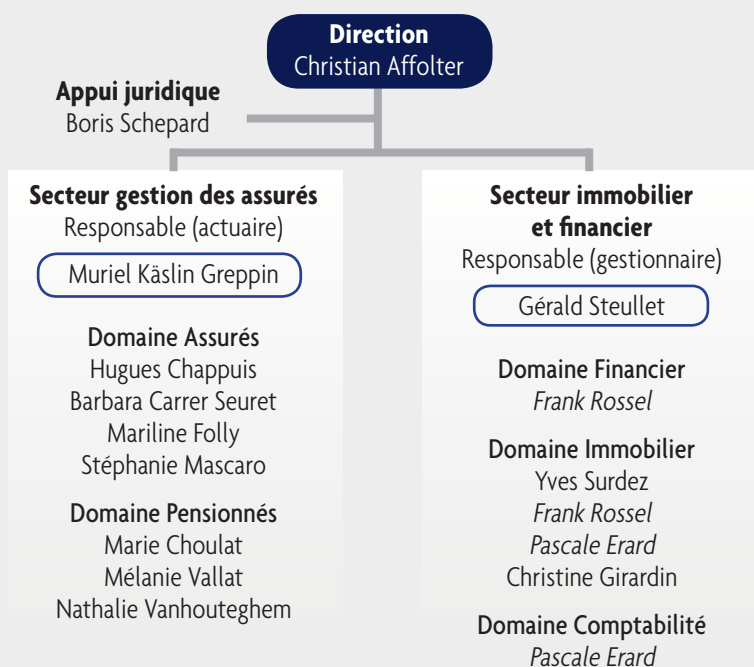 Direction
Christian Affolter
Appui juridique
Boris Schepard
Secteur gestion des assurés
Responsable (actuaire)
Muriel Käslin Greppin
Domaine Assurés
Hugues Chappuis
Barbara Carrer Seuret
Mariline Folly
Stéphanie Mascaro
Domaine Pensionnés
Marie Choulat
Mélanie Vallat
Nathalie Vanhouteghem
Secteur immobilier
et financier
Responsable (gestionnaire)
Gérald Steullet
Domaine Financier
Frank Rossel
Domaine Immobilier
Yves Surdez
Frank Rossel
Pascale Erard
Christine Girardin
Domaine Comptabilité
Pascale Erard